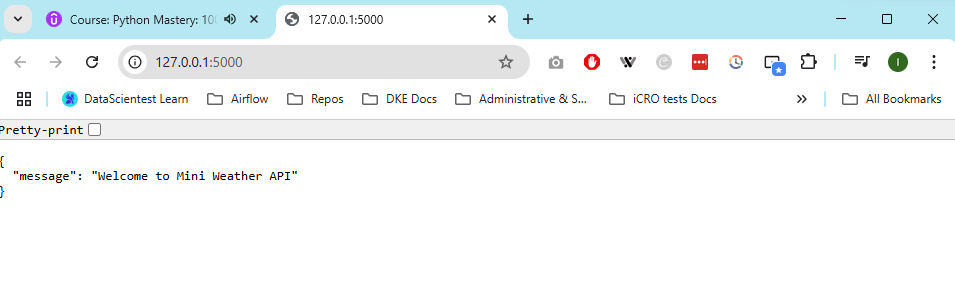 Course: Python Mastery: 100
127.0.0.1:5000
127.0.0.1:5000
I
DataScientest Learn
Airflow
Repos
DKE Docs
Administrative & S...
iCRO tests Docs
All Bookmarks
Pretty-print
{
"message": "Welcome to Mini Weather API"
}